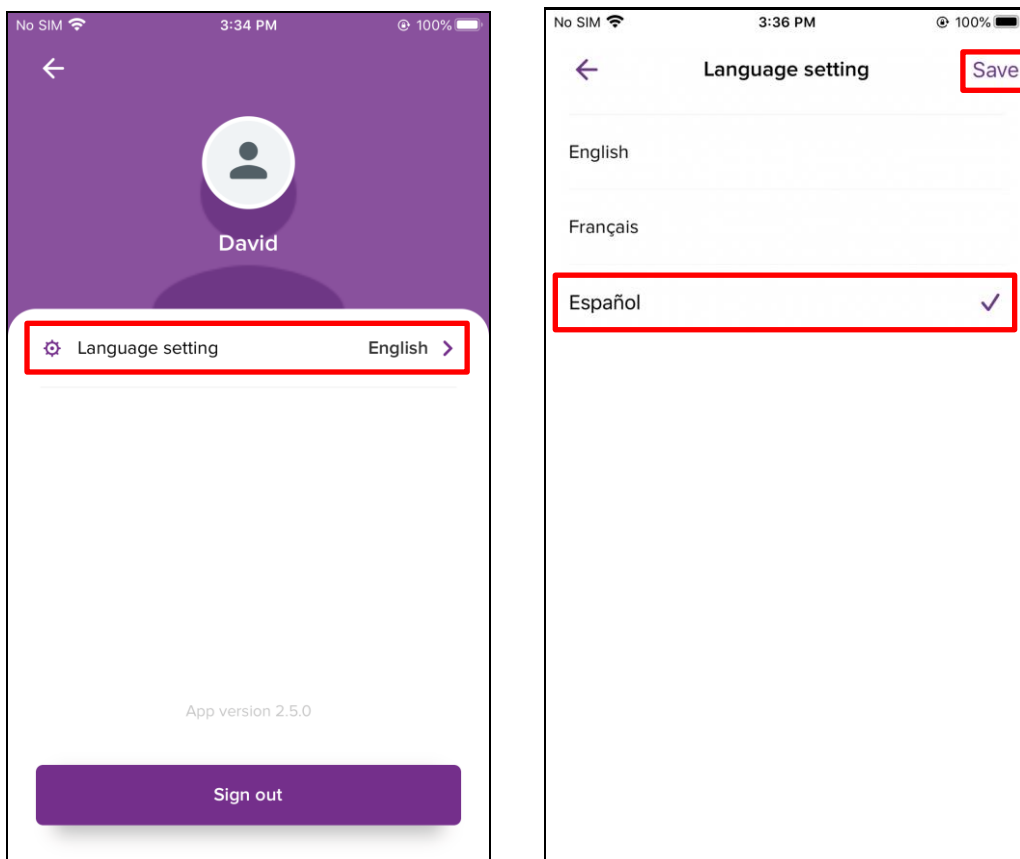 No SIM 3:34 PM 100%
David
Language setting English
App version 2.5.0
Sign out
No SIM 3:36 PM 100%
Language setting Save
English
Français
Español